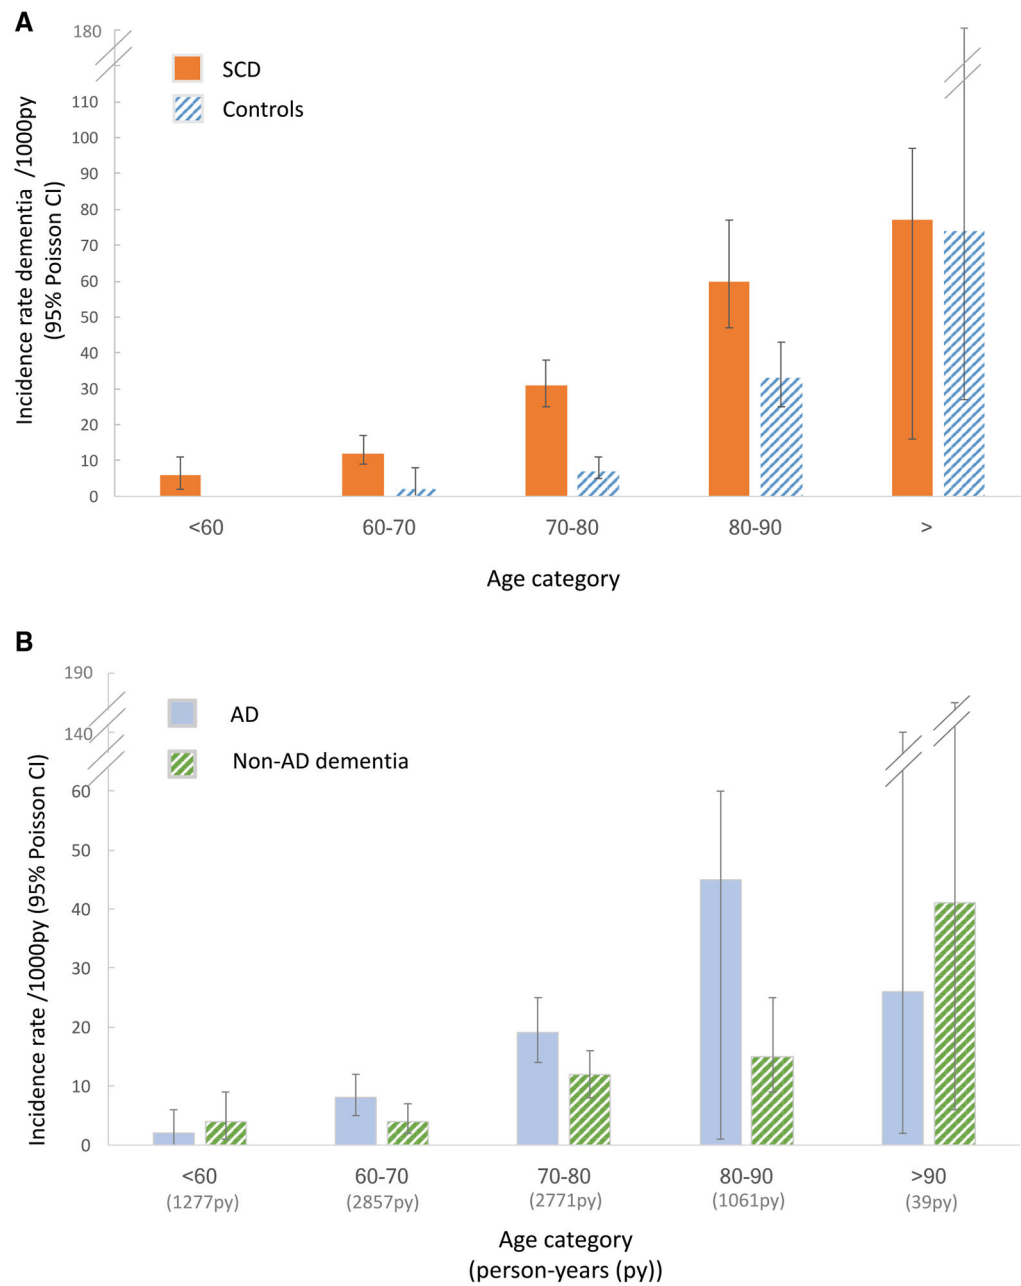 A
180
110
100
90
80
70
60
50
40
30
20
10
0
Incidence rate dementia /1000py
(95% Poisson CI)
SCD
Controls
<60 60-70 70-80 80-90 >
Age category
B
190
140
60
50
40
30
20
10
0
Incidence rate /1000py (95% Poisson CI)
AD
Non-AD dementia
<60 60-70 70-80 80-90 >90
(1277py) (2857py) (2771py) (1061py) (39py)
Age category
(person-years (py))